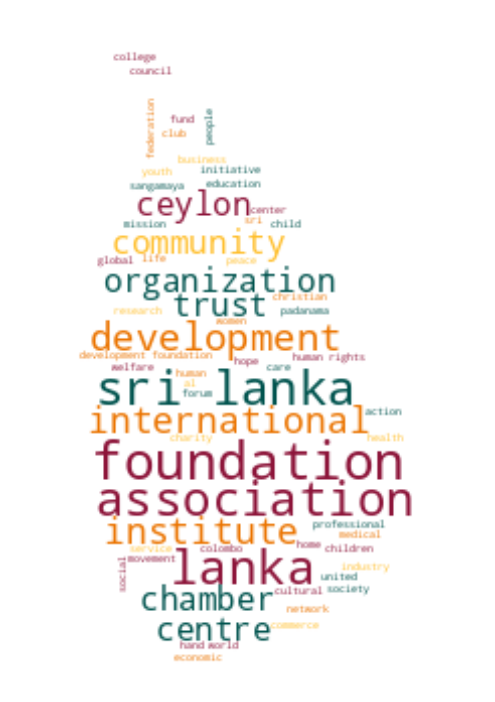 college
council
federation
fund
people
club
business
youth
initiative
sangamaya
education
ceylon
center
mission
sri
child
community
global
life
peace
organization
trust
christian
research
padanama
women
development
development foundation
hope
human rights
welfare
human
care
al
sri lanka
forum
international
action
charity
health
foundation
association
institute
professional
medical
service
colombo
home
children
social
movement
lanka
industry
united
chamber
cultural
society
network
centre
commerce
hand
world
economic